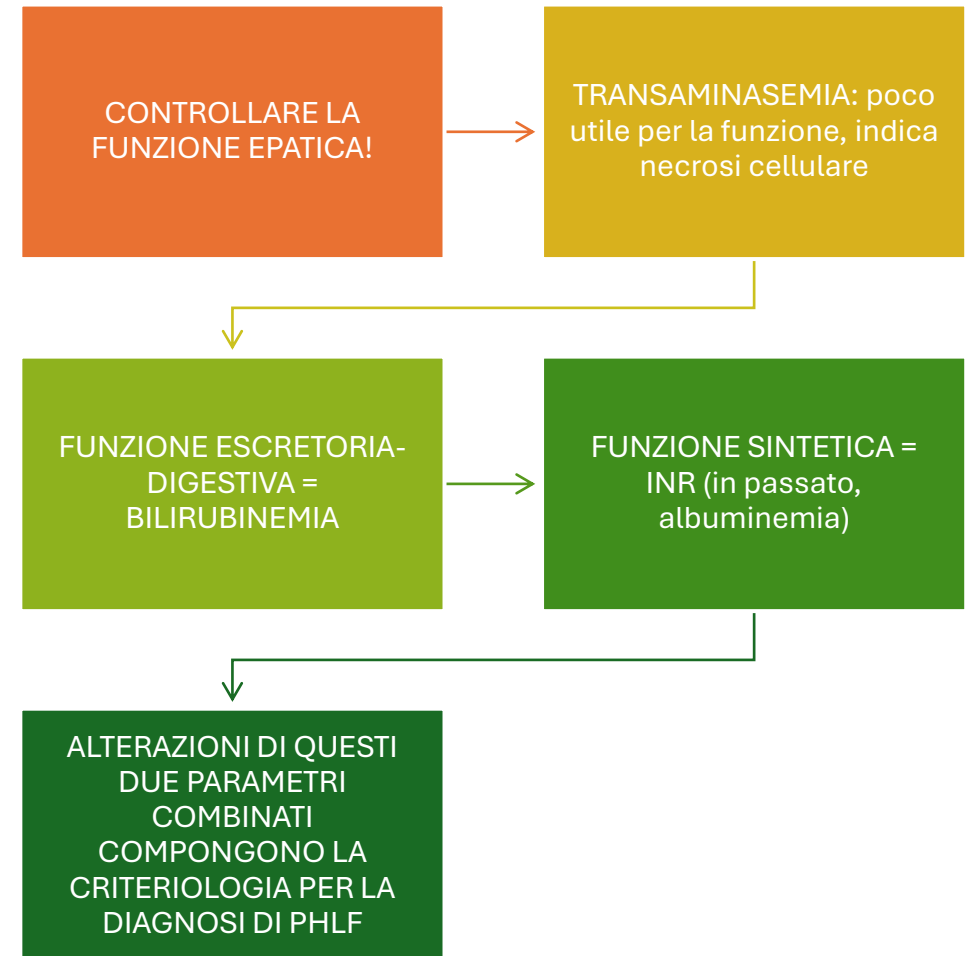 CONTROLLARE LA
FUNZIONE EPATICA!
TRANSAMINASEMIA: poco
utile per la funzione, indica
necrosi cellulare
FUNZIONE ESCRETORIA-
DIGESTIVA =
BILIRUBINEMIA
FUNZIONE SINTETICA =
INR (in passato,
albuminemia)
ALTERAZIONI DI QUESTI
DUE PARAMETRI
COMBINATI
COMPONGONO LA
CRITERIOLOGIA PER LA
DIAGNOSI DI PHLF